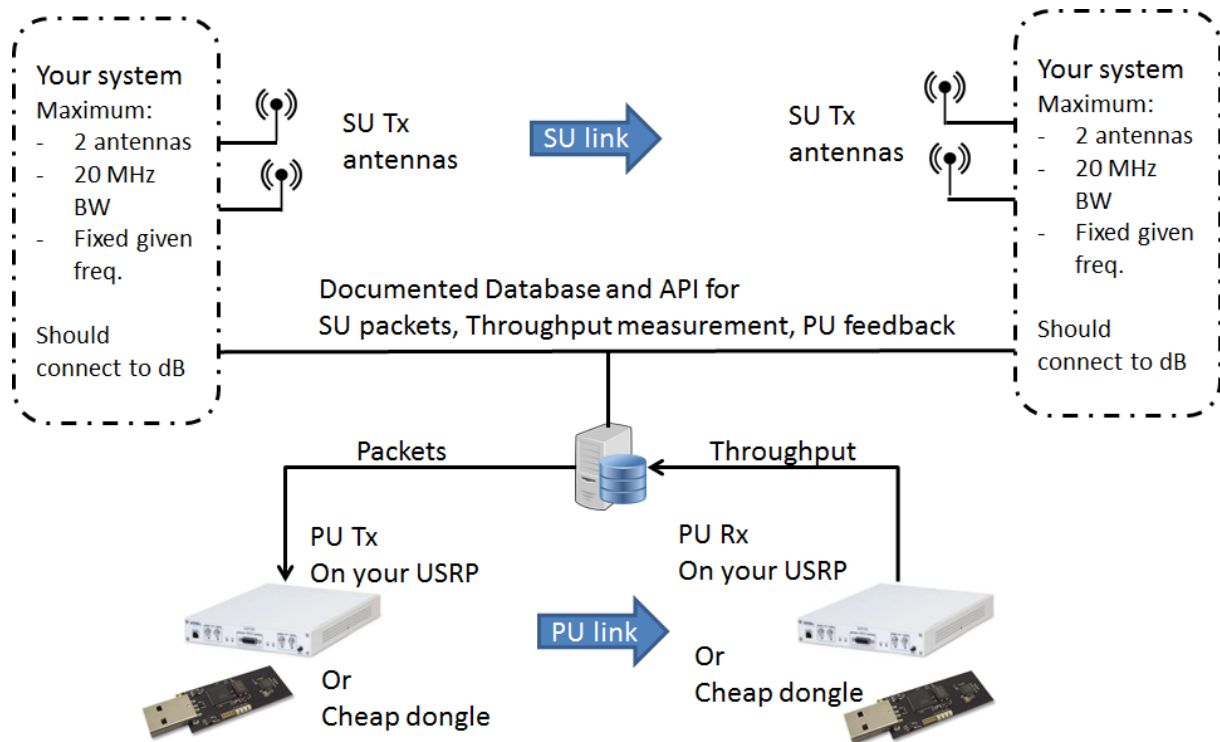 Your system
Maximum:
- 2 antennas
- 20 MHz
BW
- Fixed given
freq.
Should
connect to dB
SU Tx
antennas
SU link
SU Tx
antennas
Your system
Maximum:
- 2 antennas
- 20 MHz
BW
- Fixed given
freq.
Should
connect to dB
Documented Database and API for
SU packets, Throughput measurement, PU feedback
Packets
Throughput
PU Tx
On your USRP
PU Rx
On your USRP
PU link
Or
Cheap dongle
Or
Cheap dongle